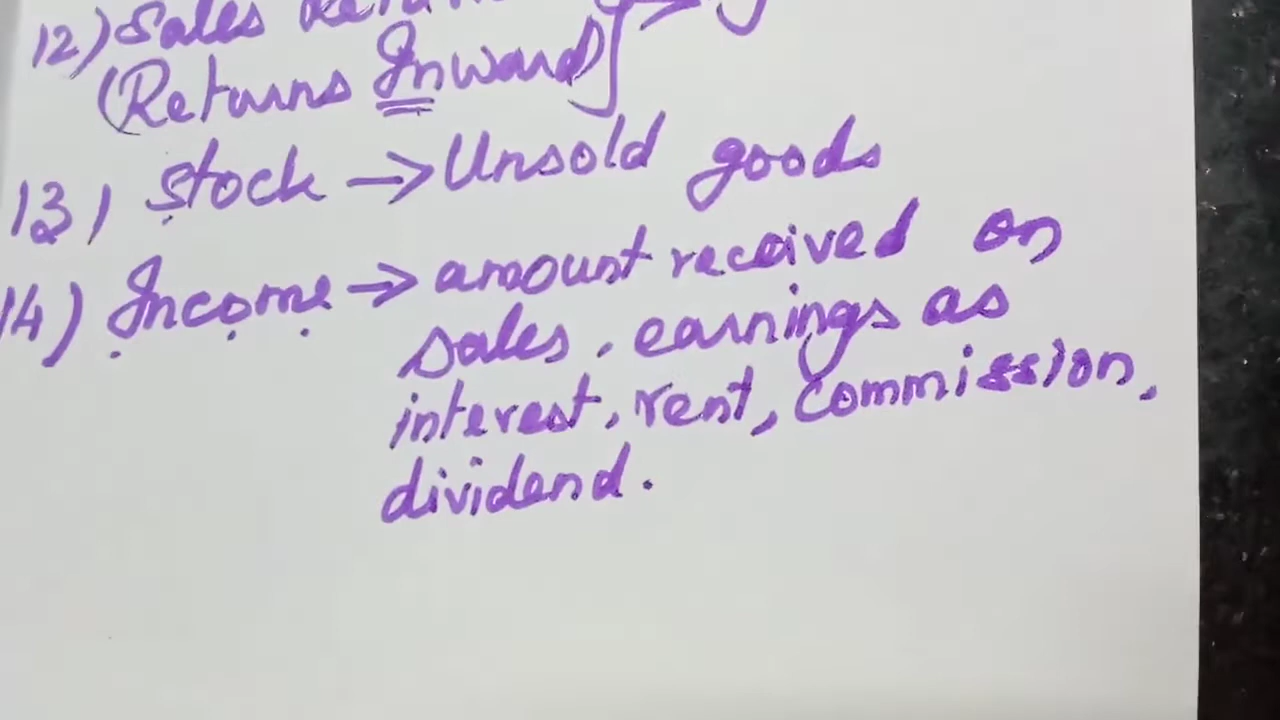 12) Sales
(Returns Inward)
13) Stock → Unsold goods
14) Income → amount received on
sales, earnings as
interest, rent, commission,
dividend.